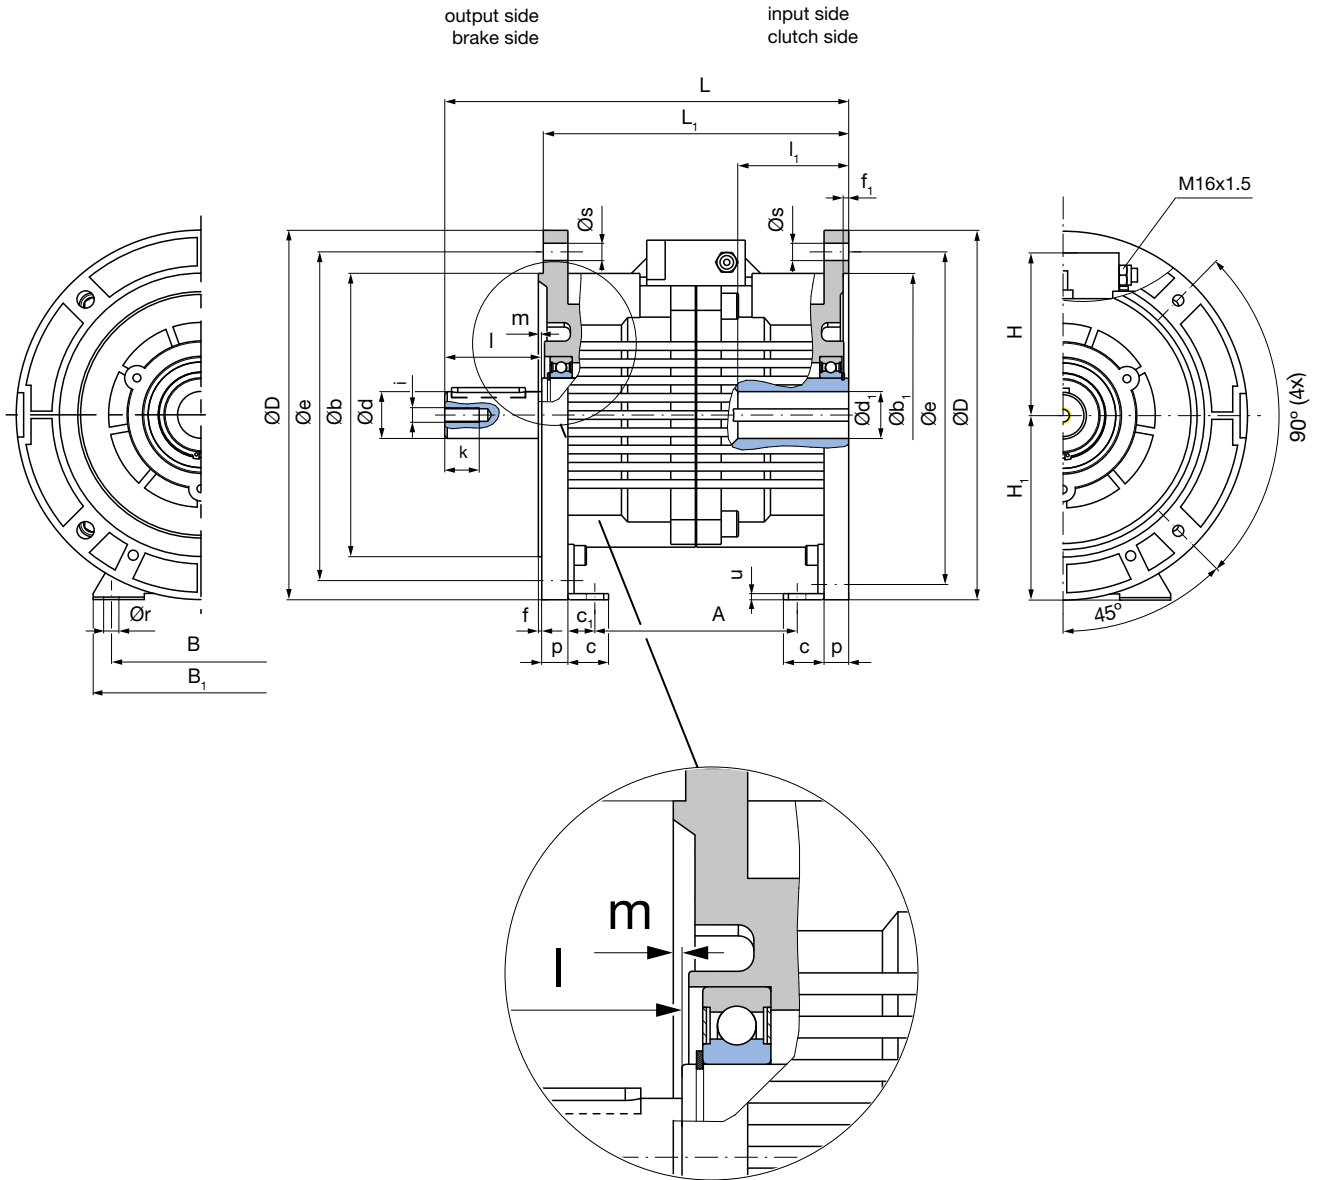 output side
brake side
input side
clutch side
L
L₁
l₁
f₁
Øs
Øs
M16x1.5
m
l
i
k
ØD
Øe
Øb
Ød
Ød₁
Øb₁
Øe
ØD
H
H₁
90° (4x)
45°
Ør
B
B₁
f
c₁
A
u
p
c
c
p
m
l